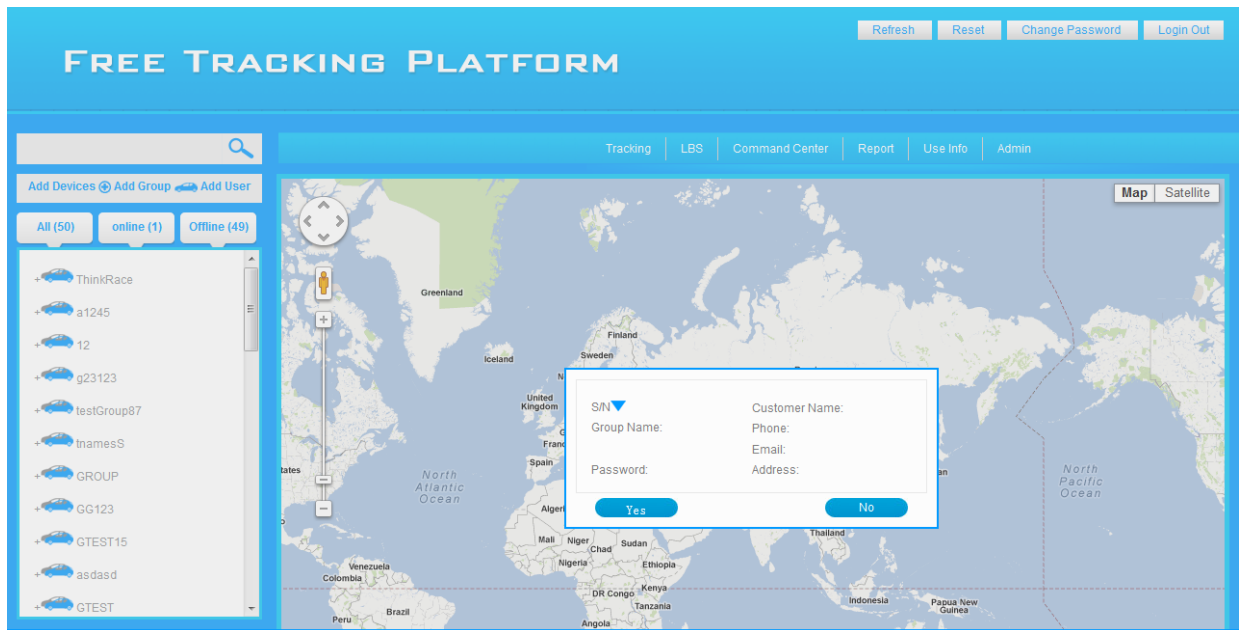 Refresh Reset Change Password Login Out
FREE TRACKING PLATFORM
Tracking LBS Command Center Report Use Info Admin
Add Devices Add Group Add User
All (50) online (1) Offline (49)
ThinkRace
a1245
12
g23123
testGroup87
tnamesS
GROUP
GG123
GTEST15
asdasd
GTEST
Map Satellite
Greenland
Finland
Iceland
Sweden
United
Kingdom
Spain
North
Atlantic
Ocean
S/N Customer Name:
Group Name: Phone:
Email:
Password: Address:
Yes No
North
Pacific
Ocean
Mali Niger Chad Sudan
Thailand
Nigeria Ethiopia
Venezuela
Colombia
DR Congo Kenya
Tanzania
Indonesia Papua New
Guinea
Brazil
Peru
Angola